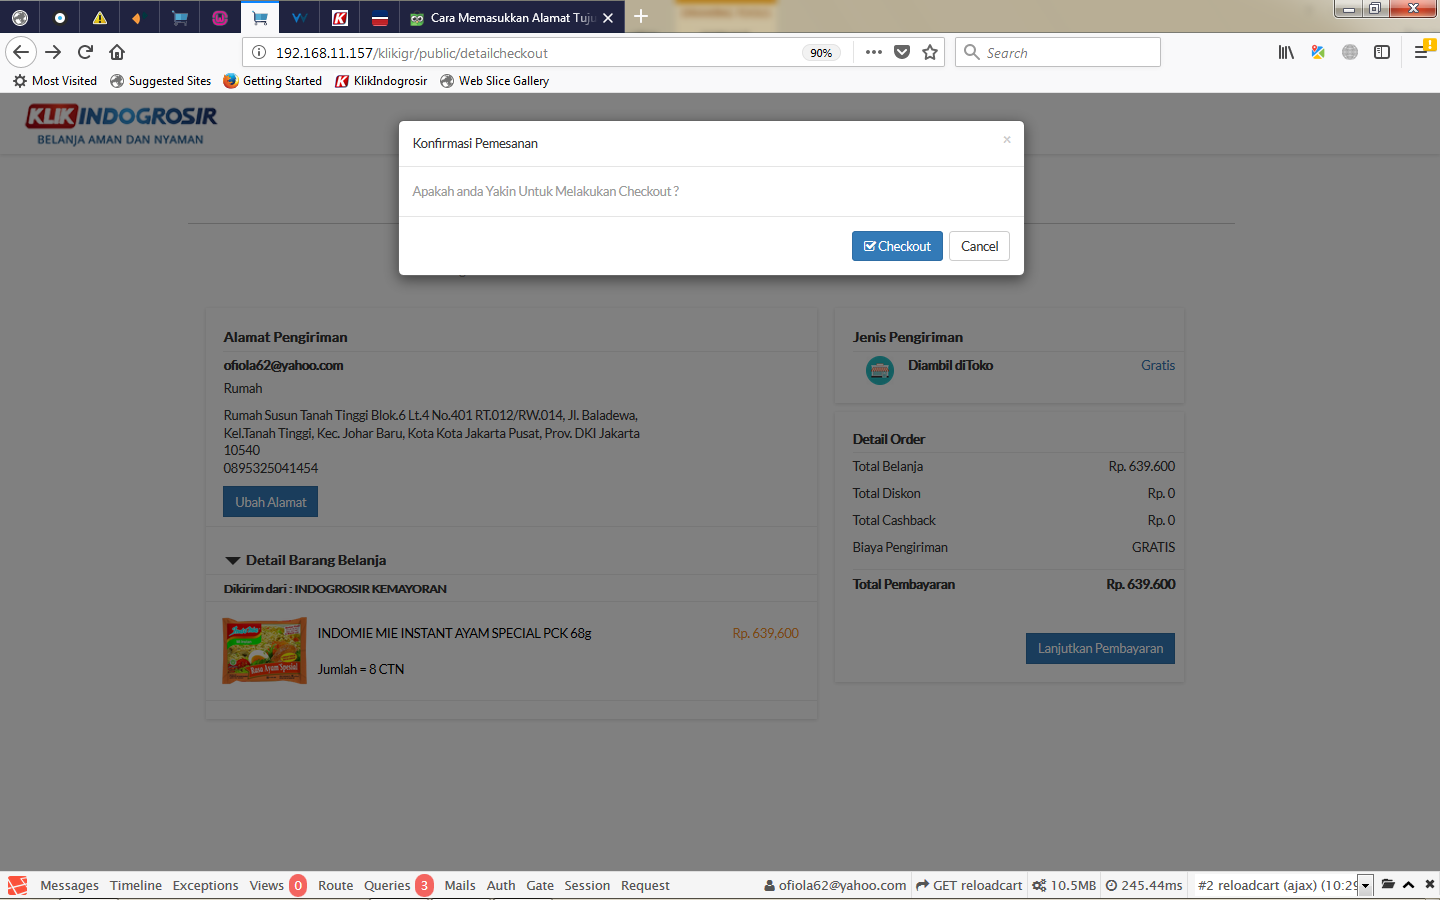 Cara Memasukkan Alamat Tuju
192.168.11.157/klikigr/public/detailcheckout
90%
Search
Most Visited
Suggested Sites
Getting Started
KlikIndogrosir
Web Slice Gallery
KLIKINDOGROSIR
BELANJA AMAN DAN NYAMAN
Konfirmasi Pemesanan
×
Apakah anda Yakin Untuk Melakukan Checkout ?
Checkout
Cancel
Alamat Pengiriman
ofiola62@yahoo.com
Rumah
Rumah Susun Tanah Tinggi Blok.6 Lt.4 No.401 RT.012/RW.014, Jl. Baladewa,
Kel.Tanah Tinggi, Kec. Johar Baru, Kota Kota Jakarta Pusat, Prov. DKI Jakarta
10540
0895325041454
Ubah Alamat
Detail Barang Belanja
Dikirim dari : INDOGROSIR KEMAYORAN
INDOMIE MIE INSTANT AYAM SPECIAL PCK 68g
Rp. 639,600
Jumlah = 8 CTN
Indomie
Rasa Ayam Spesial
Jenis Pengiriman
Diambil diToko
Gratis
Detail Order
Total Belanja Rp. 639.600
Total Diskon Rp. 0
Total Cashback Rp. 0
Biaya Pengiriman GRATIS
Total Pembayaran Rp. 639.600
Lanjutkan Pembayaran
Messages Timeline Exceptions Views 0 Route Queries 3 Mails Auth Gate Session Request ofiola62@yahoo.com GET reloadcart 10.5MB 245.44ms #2 reloadcart (ajax) (10:29